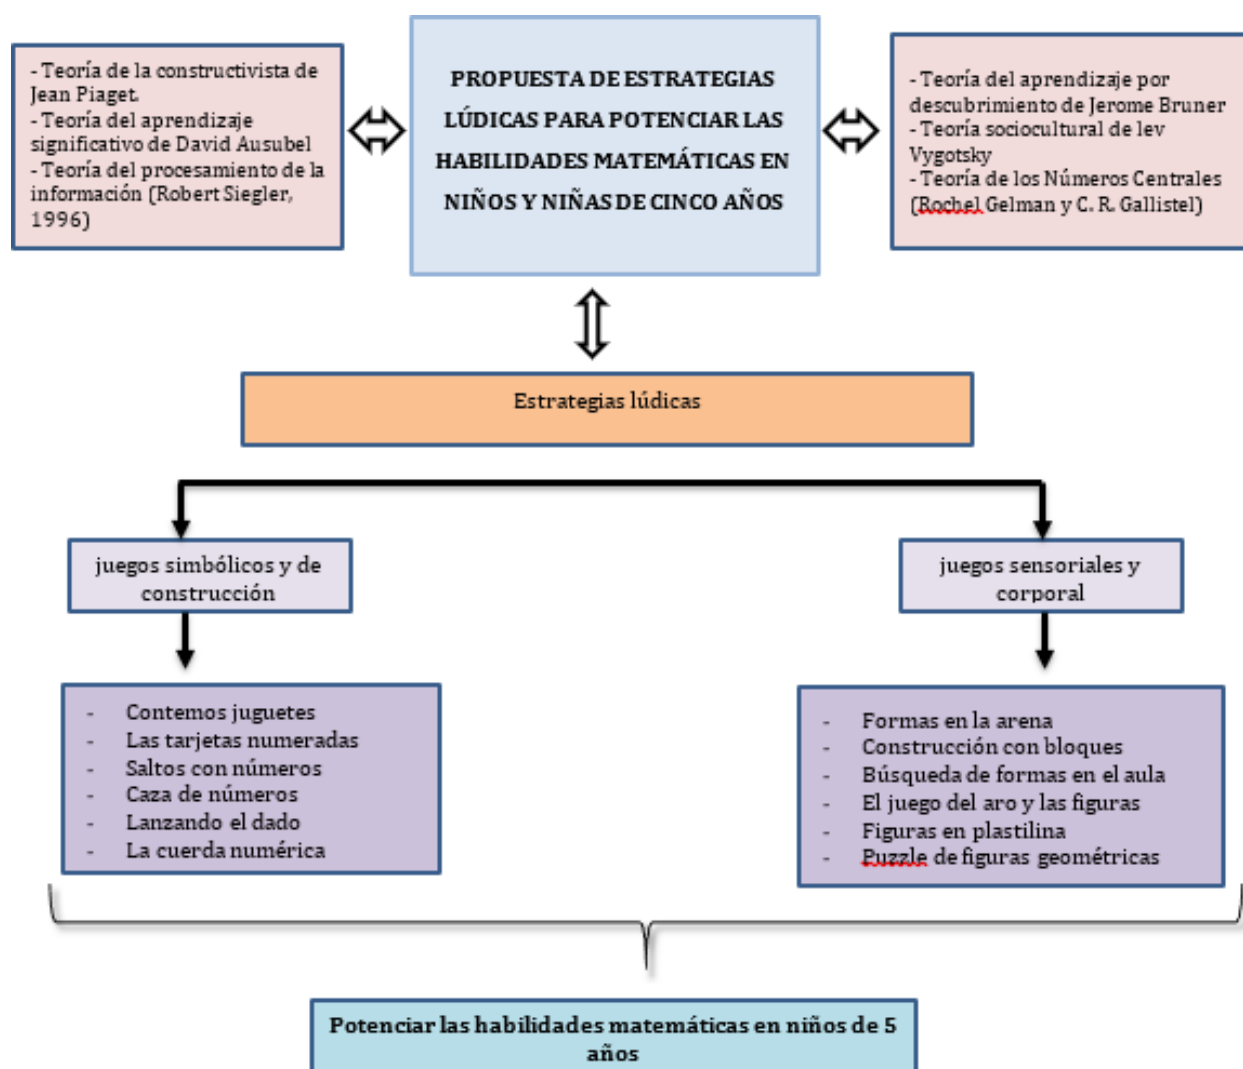 - Teoría de la constructivista de
Jean Piaget.
- Teoría del aprendizaje
significativo de David Ausubel
- Teoría del procesamiento de la
información (Robert Siegler,
1996)
PROPUESTA DE ESTRATEGIAS
LÚDICAS PARA POTENCIAR LAS
HABILIDADES MATEMÁTICAS EN
NIÑOS Y NIÑAS DE CINCO AÑOS
- Teoría del aprendizaje por
descubrimiento de Jerome Bruner
- Teoría sociocultural de lev
Vygotsky
- Teoría de los Números Centrales
(Rochel Gelman y C. R. Gallistel)
Estrategias lúdicas
juegos simbólicos y de
construcción
juegos sensoriales y
corporal
- Contemos juguetes
- Las tarjetas numeradas
- Saltos con números
- Caza de números
- Lanzando el dado
- La cuerda numérica
- Formas en la arena
- Construcción con bloques
- Búsqueda de formas en el aula
- El juego del aro y las figuras
- Figuras en plastilina
- Puzzle de figuras geométricas
Potenciar las habilidades matemáticas en niños de 5
años